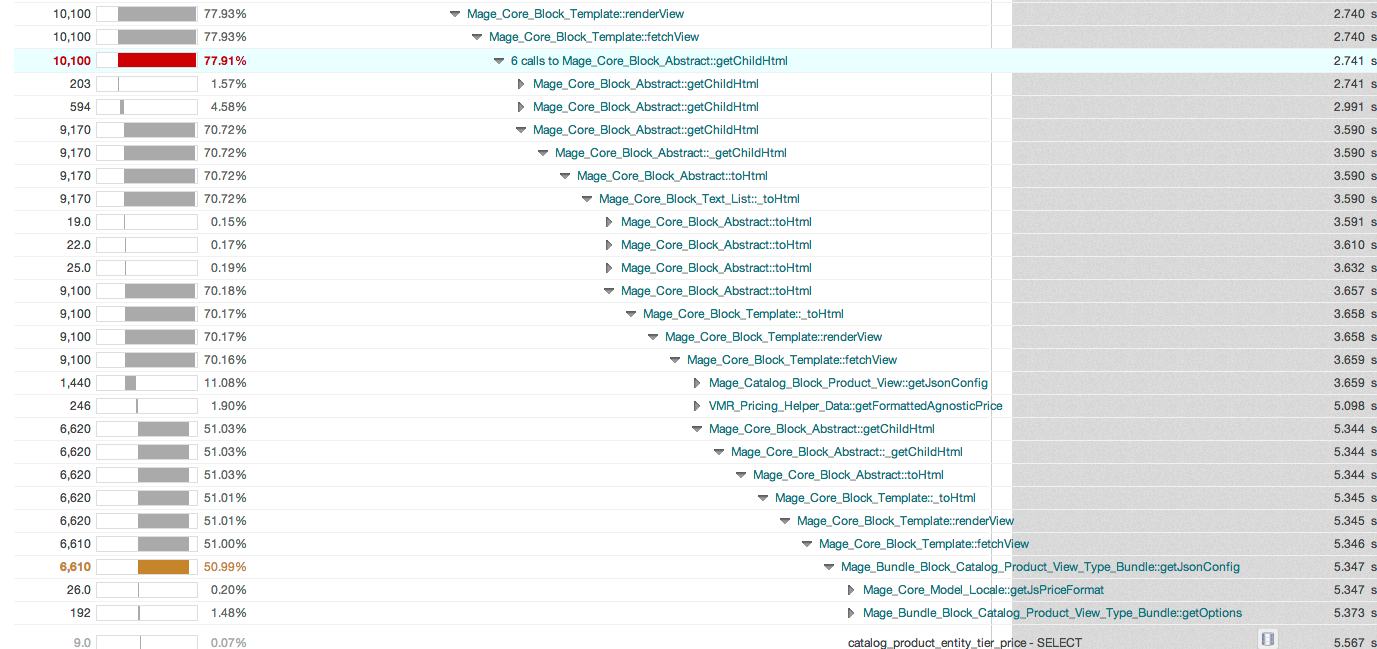 10,100 77.93% Mage_Core_Block_Template::renderView 2.740 s
10,100 77.93% Mage_Core_Block_Template::fetchView 2.740 s
10,100 77.91% 6 calls to Mage_Core_Block_Abstract::getChildHtml 2.741 s
203 1.57% Mage_Core_Block_Abstract::getChildHtml 2.741 s
594 4.58% Mage_Core_Block_Abstract::getChildHtml 2.991 s
9,170 70.72% Mage_Core_Block_Abstract::getChildHtml 3.590 s
9,170 70.72% Mage_Core_Block_Abstract::_getChildHtml 3.590 s
9,170 70.72% Mage_Core_Block_Abstract::toHtml 3.590 s
9,170 70.72% Mage_Core_Block_Text_List::_toHtml 3.590 s
19.0 0.15% Mage_Core_Block_Abstract::toHtml 3.591 s
22.0 0.17% Mage_Core_Block_Abstract::toHtml 3.610 s
25.0 0.19% Mage_Core_Block_Abstract::toHtml 3.632 s
9,100 70.18% Mage_Core_Block_Abstract::toHtml 3.657 s
9,100 70.17% Mage_Core_Block_Template::_toHtml 3.658 s
9,100 70.17% Mage_Core_Block_Template::renderView 3.658 s
9,100 70.16% Mage_Core_Block_Template::fetchView 3.659 s
1,440 11.08% Mage_Catalog_Block_Product_View::getJsonConfig 3.659 s
246 1.90% VMR_Pricing_Helper_Data::getFormattedAgnosticPrice 5.098 s
6,620 51.03% Mage_Core_Block_Abstract::getChildHtml 5.344 s
6,620 51.03% Mage_Core_Block_Abstract::_getChildHtml 5.344 s
6,620 51.03% Mage_Core_Block_Abstract::toHtml 5.344 s
6,620 51.01% Mage_Core_Block_Template::_toHtml 5.345 s
6,620 51.01% Mage_Core_Block_Template::renderView 5.345 s
6,610 51.00% Mage_Core_Block_Template::fetchView 5.346 s
6,610 50.99% Mage_Bundle_Block_Catalog_Product_View_Type_Bundle::getJsonConfig 5.347 s
26.0 0.20% Mage_Core_Model_Locale::getJsPriceFormat 5.347 s
192 1.48% Mage_Bundle_Block_Catalog_Product_View_Type_Bundle::getOptions 5.373 s
9.0 0.07% catalog_product_entity_tier_price - SELECT 5.567 s